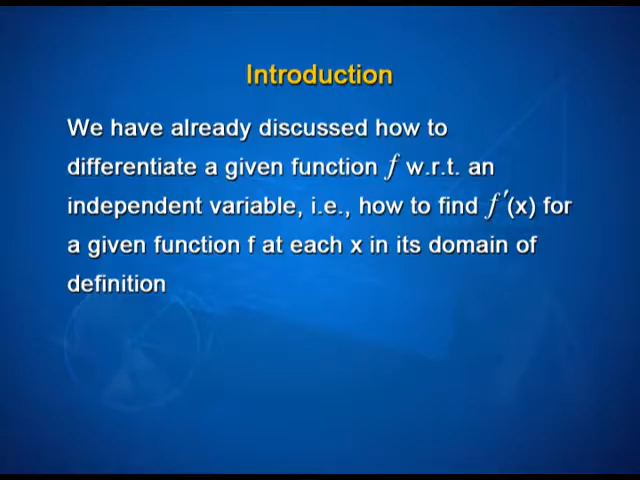 Introduction
We have already discussed how to
differentiate a given function f w.r.t. an
independent variable, i.e., how to find f′(x) for
a given function f at each x in its domain of
definition